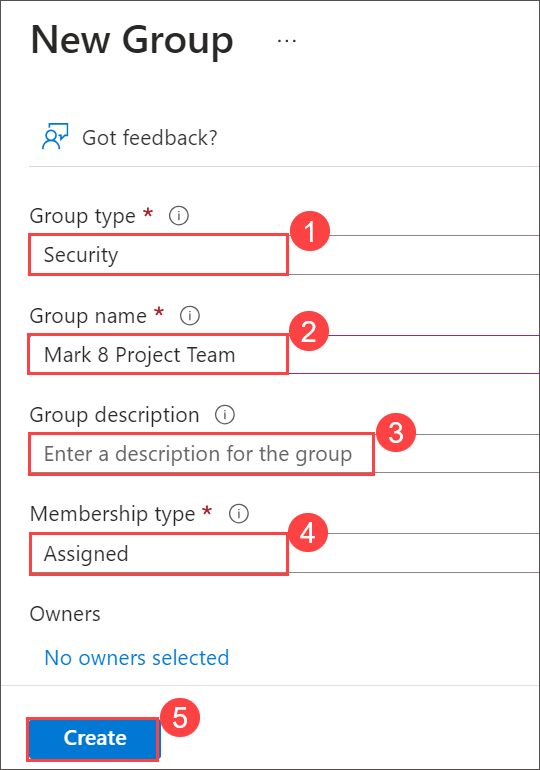 New Group ...
Got feedback?
Group type *
1
Security
Group name *
2
Mark 8 Project Team
Group description
3
Enter a description for the group
Membership type *
4
Assigned
Owners
No owners selected
5
Create